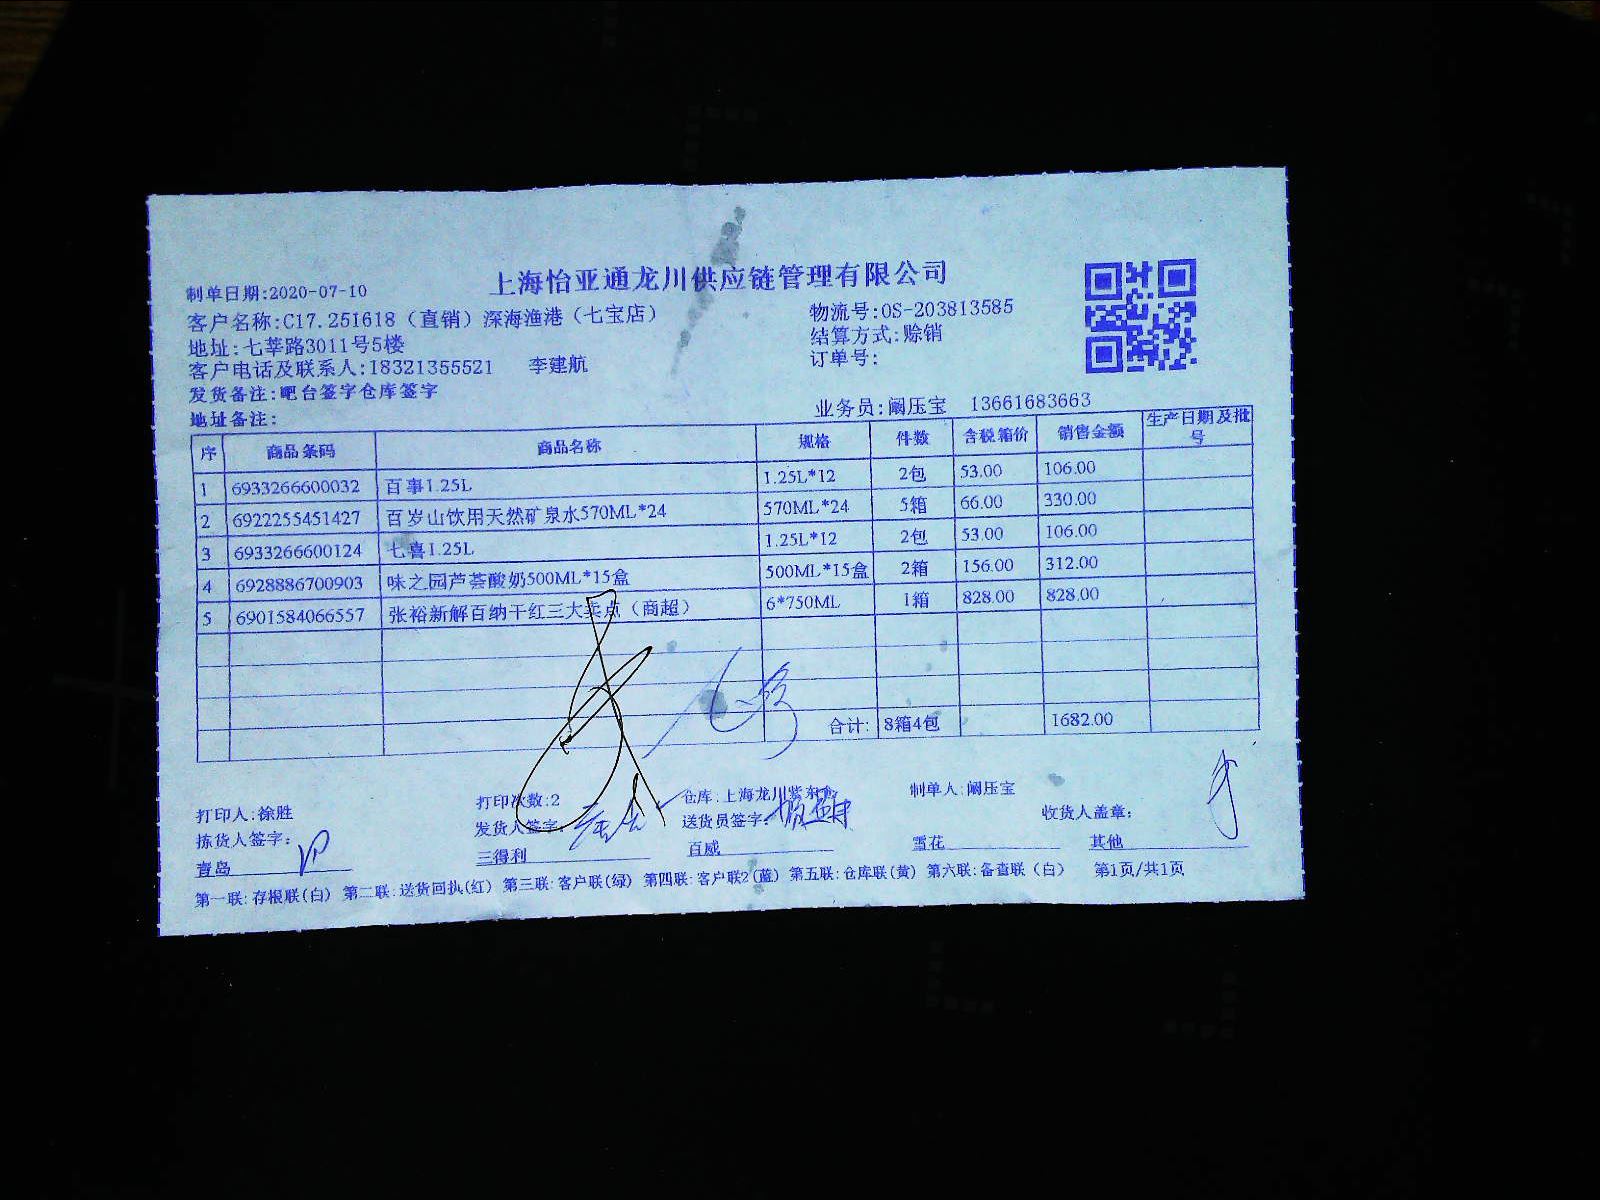 上海怡亚通龙川供应链管理有限公司
制单日期:2020-07-10
客户名称:C17.251618（直销）深海渔港（七宝店） 物流号:OS-203813585
地址:七莘路3011号5楼 结算方式:赊销
客户电话及联系人:18321355521 李建航 订单号:
发货备注:吧台签字仓库签字
地址备注: 业务员:阚压宝 13661683663
序 商品条码 商品名称 规格 件数 含税箱价 销售金额 生产日期及批号
1 6933266600032 百事1.25L 1.25L*12 2包 53.00 106.00
2 6922255451427 百岁山饮用天然矿泉水570ML*24 570ML*24 5箱 66.00 330.00
3 6933266600124 七喜1.25L 1.25L*12 2包 53.00 106.00
4 6928886700903 味之园芦荟酸奶500ML*15盒 500ML*15盒 2箱 156.00 312.00
5 6901584066557 张裕新解百纳干红三大卖点（商超） 6*750ML 1箱 828.00 828.00
合计: 8箱4包 1682.00
打印人:徐胜 打印次数:2 仓库:上海龙川紫东 制单人:阚压宝
拣货人签字: 发货人签字: 送货员签字: 收货人盖章:
青岛 三得利 百威 雪花 其他
第一联:存根联(白) 第二联:送货回执(红) 第三联:客户联(绿) 第四联:客户联2(蓝) 第五联:仓库联(黄) 第六联:备查联（白） 第1页/共1页